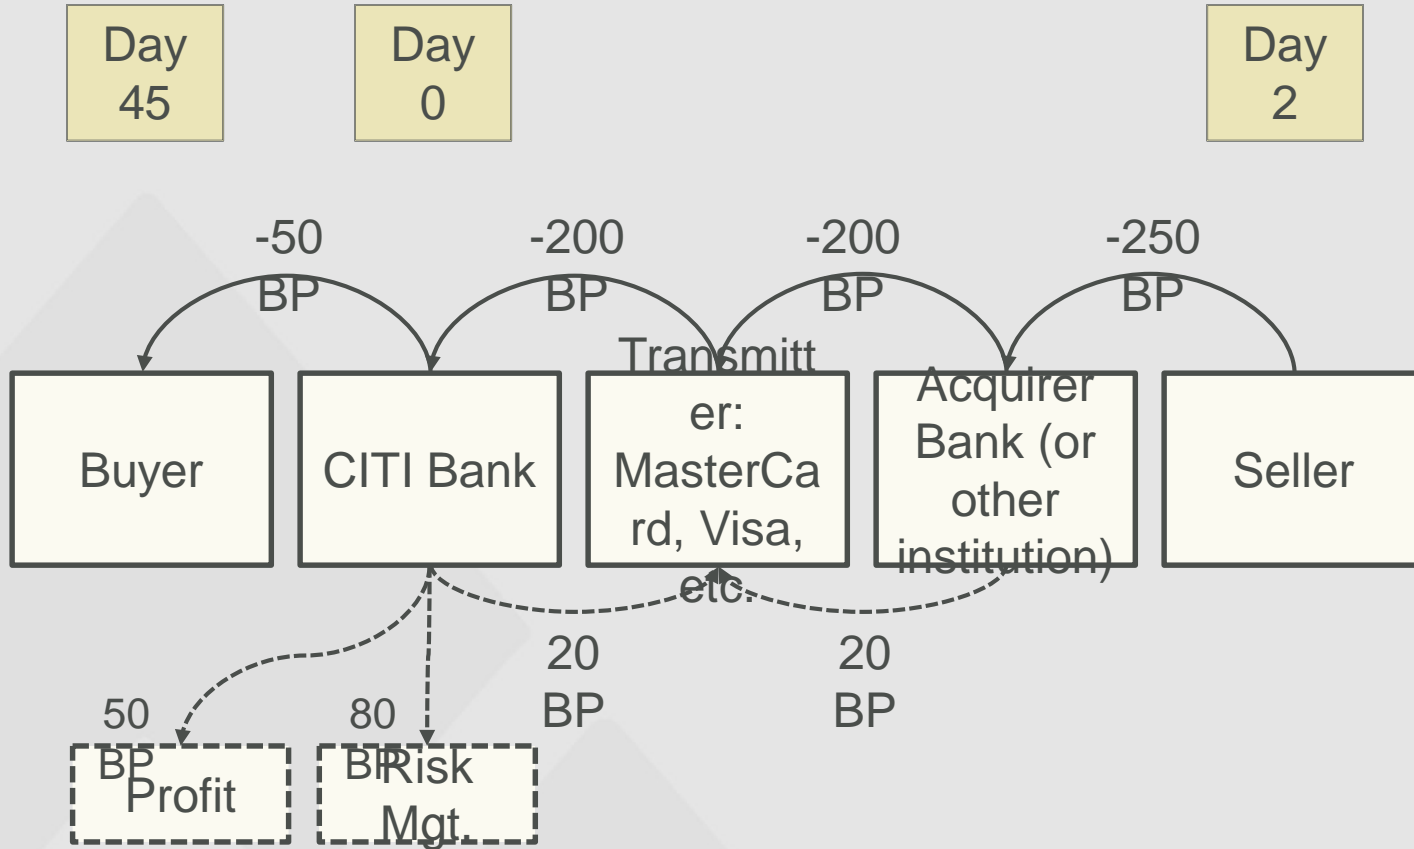 Day
45
Day
0
Day
2
-50
BP
-200
BP
-200
BP
-250
BP
Buyer
CITI Bank
Transmitt
er:
MasterCa
rd, Visa,
etc.
Acquirer
Bank (or
other
institution)
Seller
20
BP
20
BP
50
BP
Profit
80
BP
Risk
Mgt.